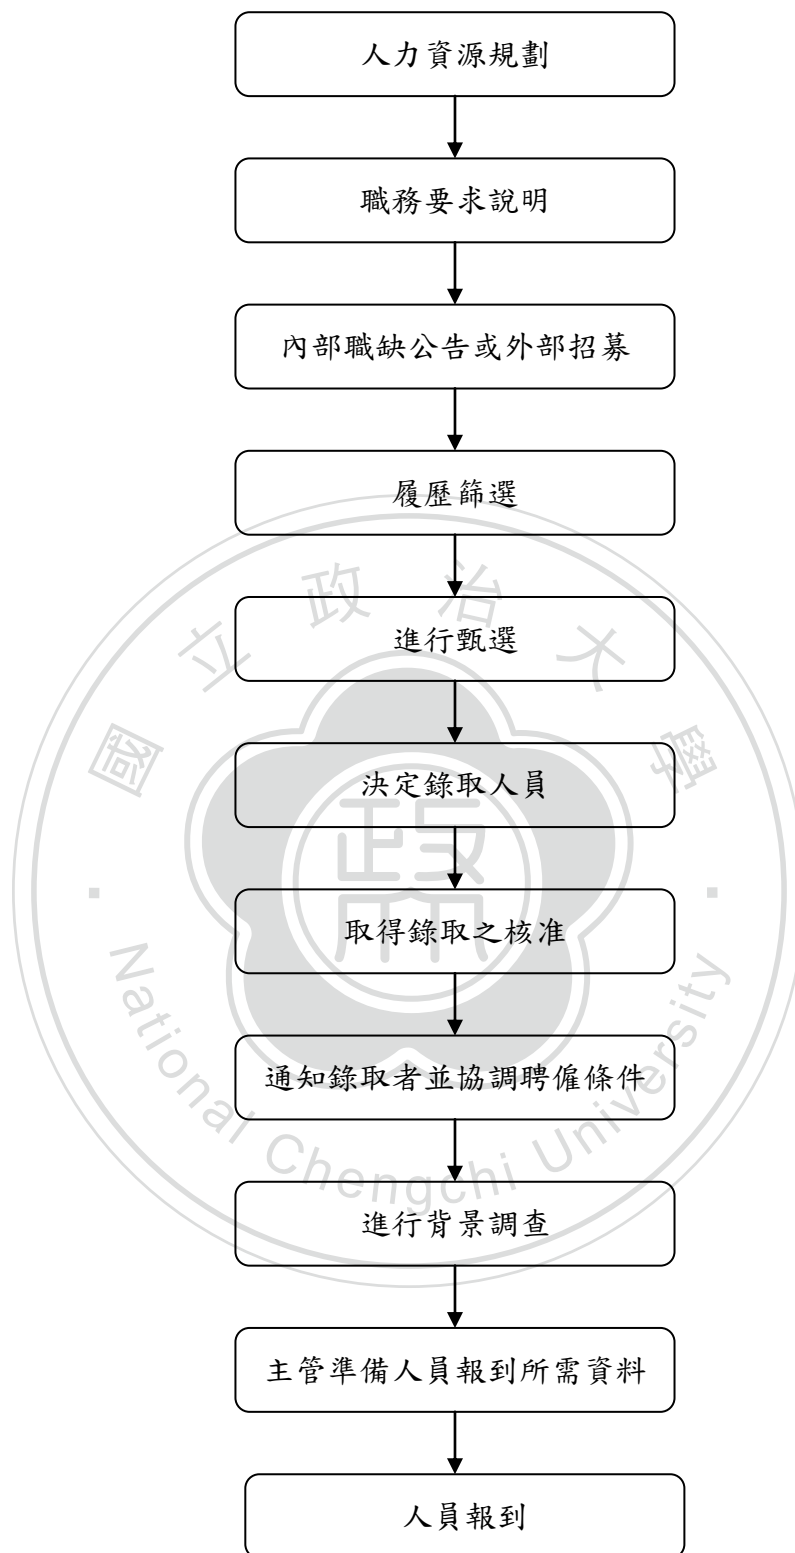 人力資源規劃
職務要求說明
內部職缺公告或外部招募
履歷篩選
進行甄選
決定錄取人員
取得錄取之核准
通知錄取者並協調聘僱條件
進行背景調查
主管準備人員報到所需資料
人員報到
國立政治大學
政
National Chengchi University